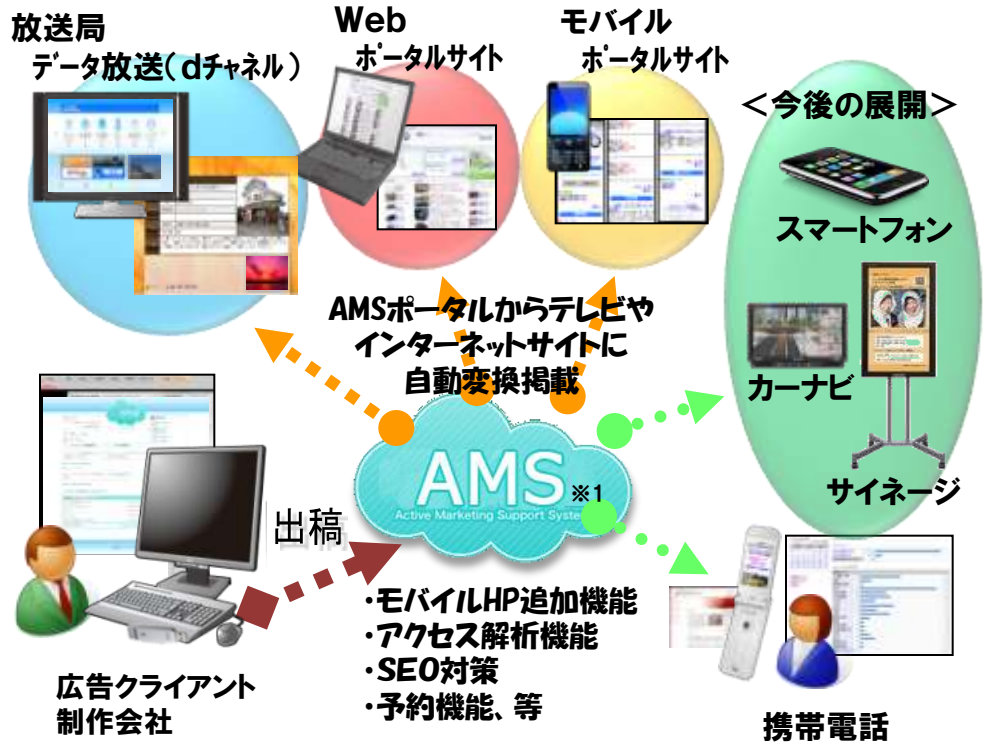 放送局
データ放送(dチャネル)
Web
ポータルサイト
モバイル
ポータルサイト
<今後の展開>
スマートフォン
カーナビ
サイネージ
AMSポータルからテレビや
インターネットサイトに
自動変換掲載
AMS
AMS ※1
Active Marketing Support System
出稿
・モバイルHP追加機能
・アクセス解析機能
・SEO対策
・予約機能、等
広告クライアント
制作会社
携帯電話